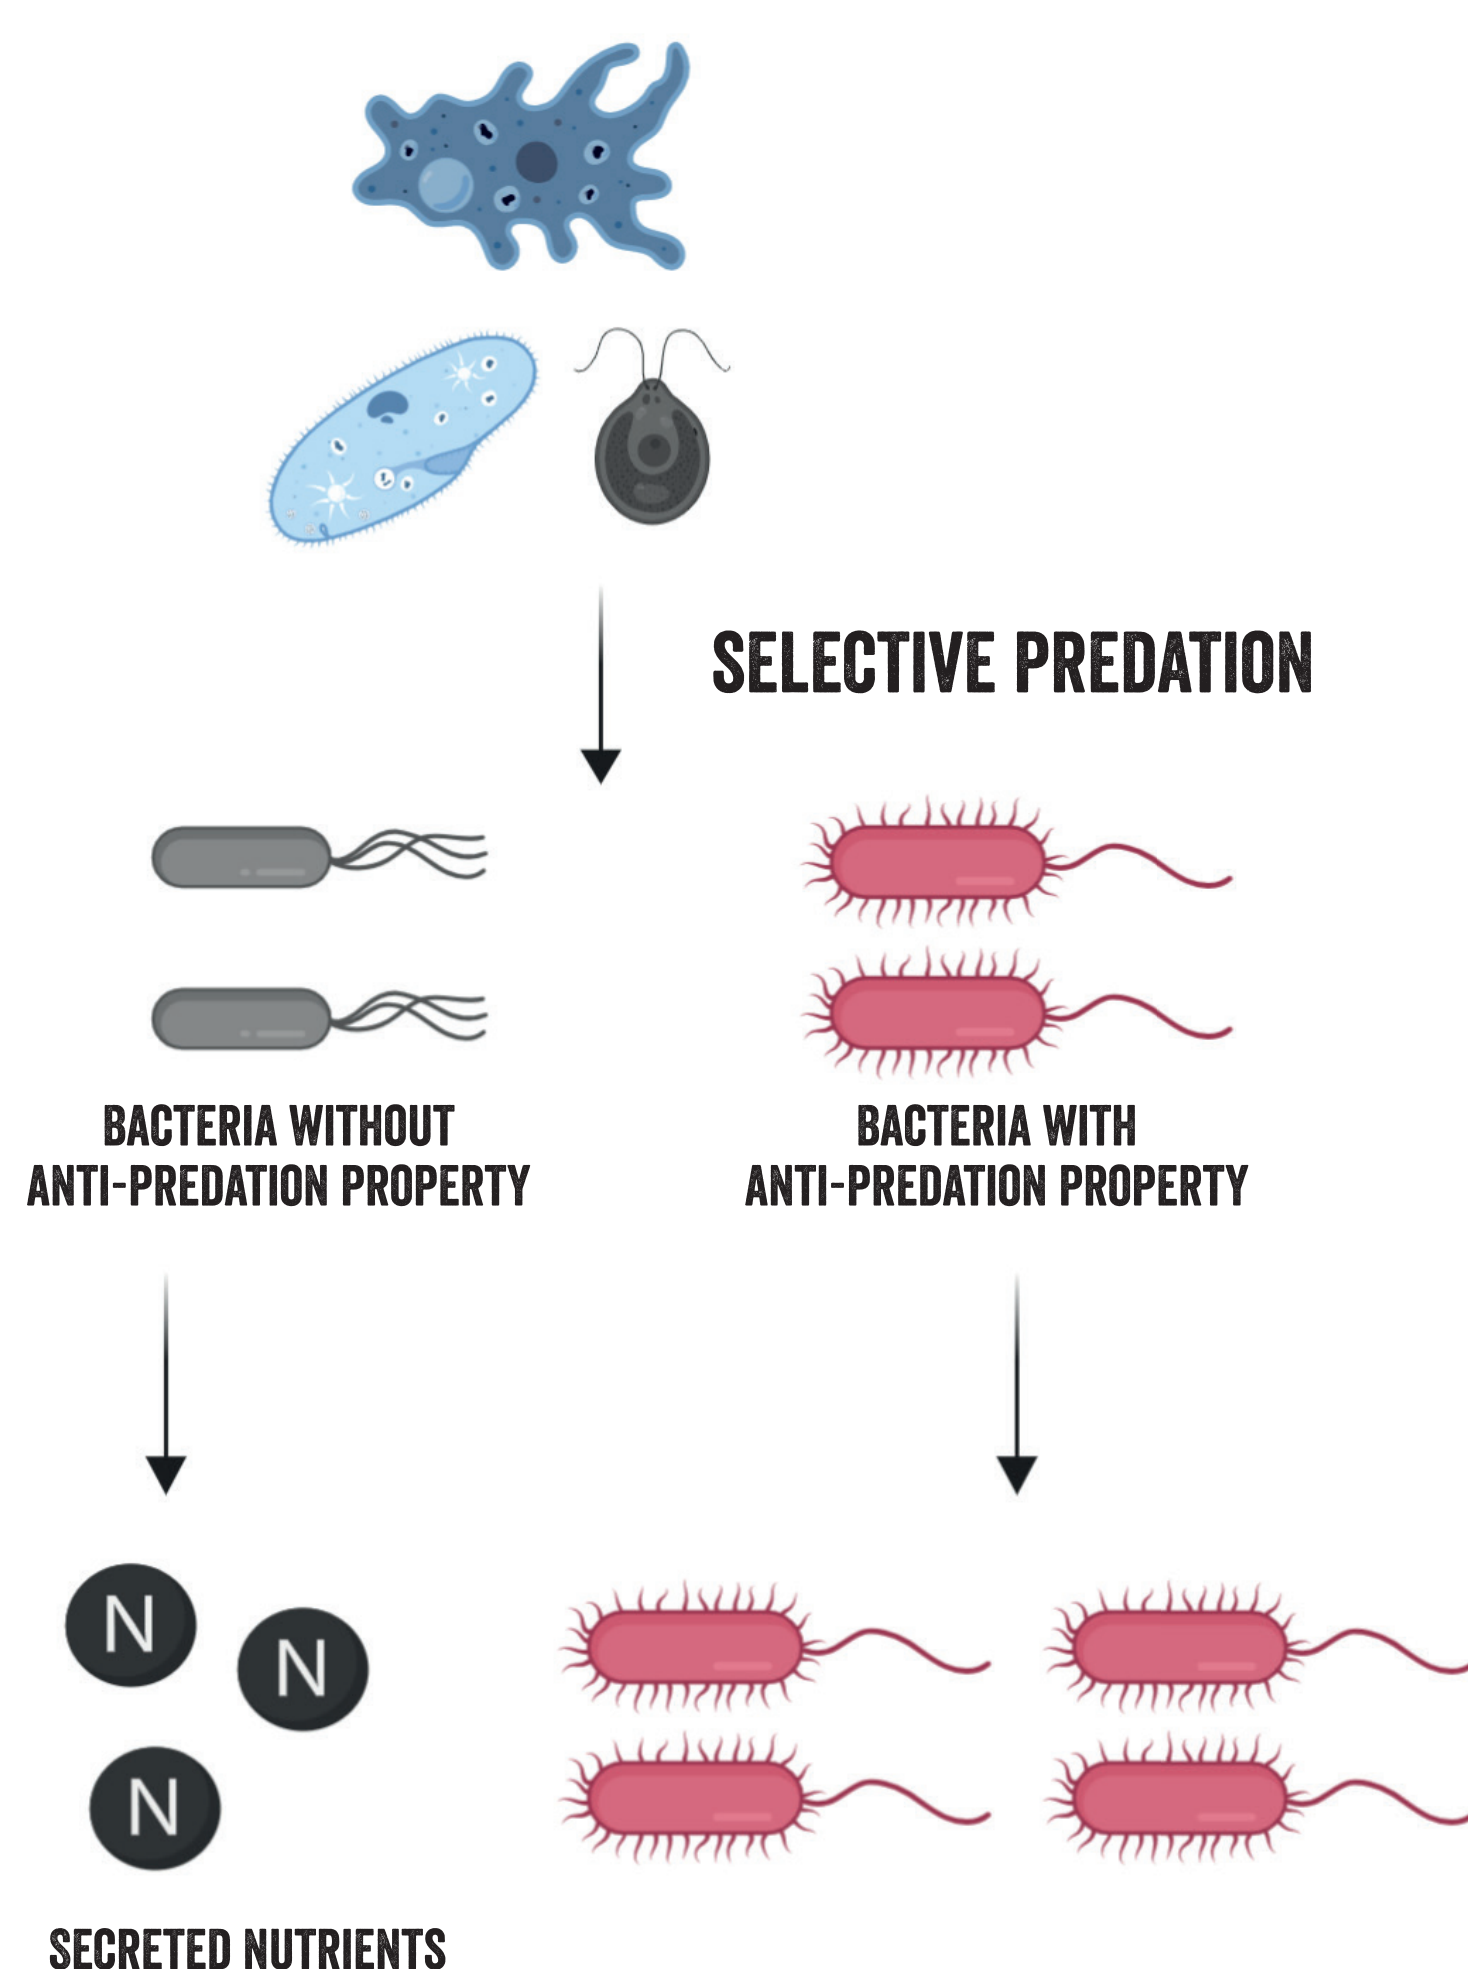 SELECTIVE PREDATION
BACTERIA WITHOUT
ANTI-PREDATION PROPERTY
BACTERIA WITH
ANTI-PREDATION PROPERTY
N
N
N
SECRETED NUTRIENTS